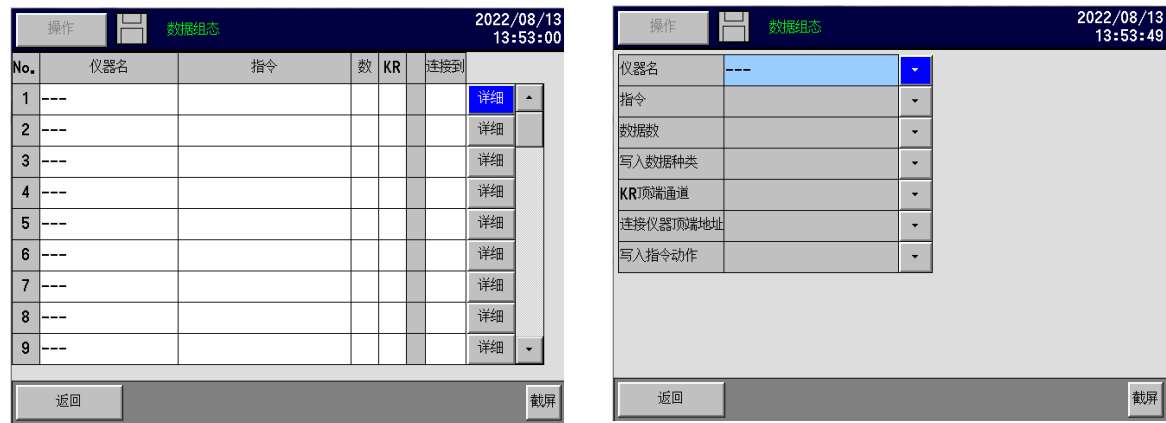 操作 数据组态 2022/08/13
13:53:00
No. 仪器名 指令 数 KR 连接到
1 --- 详细
2 --- 详细
3 --- 详细
4 --- 详细
5 --- 详细
6 --- 详细
7 --- 详细
8 --- 详细
9 --- 详细
返回 截屏
操作 数据组态 2022/08/13
13:53:49
仪器名 ---
指令
数据数
写入数据种类
KR顶端通道
连接仪器顶端地址
写入指令动作
返回 截屏